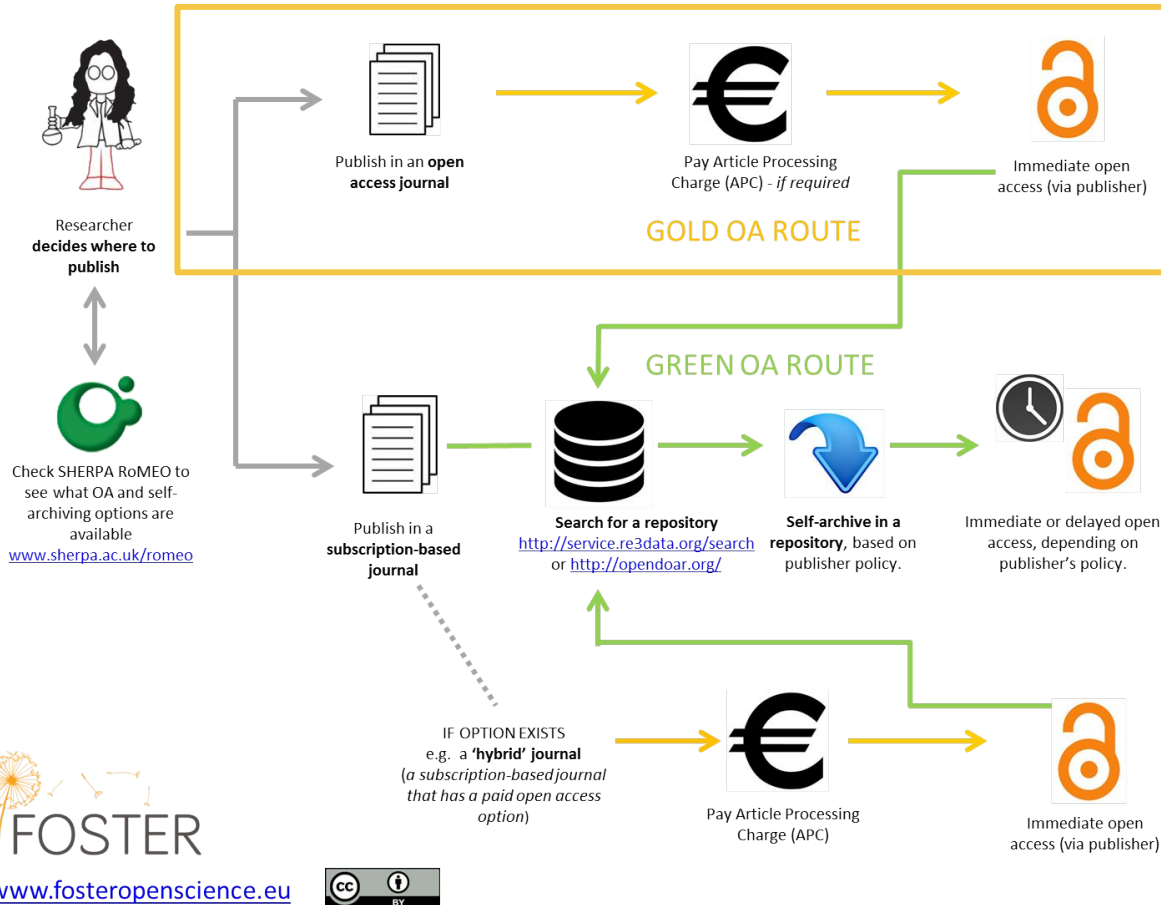 Publish in an open
access journal
Pay Article Processing
Charge (APC) - if required
Immediate open
access (via publisher)
GOLD OA ROUTE
Researcher
decides where to
publish
GREEN OA ROUTE
Check SHERPA RoMEO to
see what OA and self-
archiving options are
available
www.sherpa.ac.uk/romeo
Publish in a
subscription-based
journal
Search for a repository
http://service.re3data.org/search
or http://opendoar.org/
Self-archive in a
repository, based on
publisher policy.
Immediate or delayed open
access, depending on
publisher's policy.
IF OPTION EXISTS
e.g. a ‘hybrid’ journal
(a subscription-based journal
that has a paid open access
option)
Pay Article Processing
Charge (APC)
Immediate open
access (via publisher)
FOSTER
www.fosteropenscience.eu
cc
BY